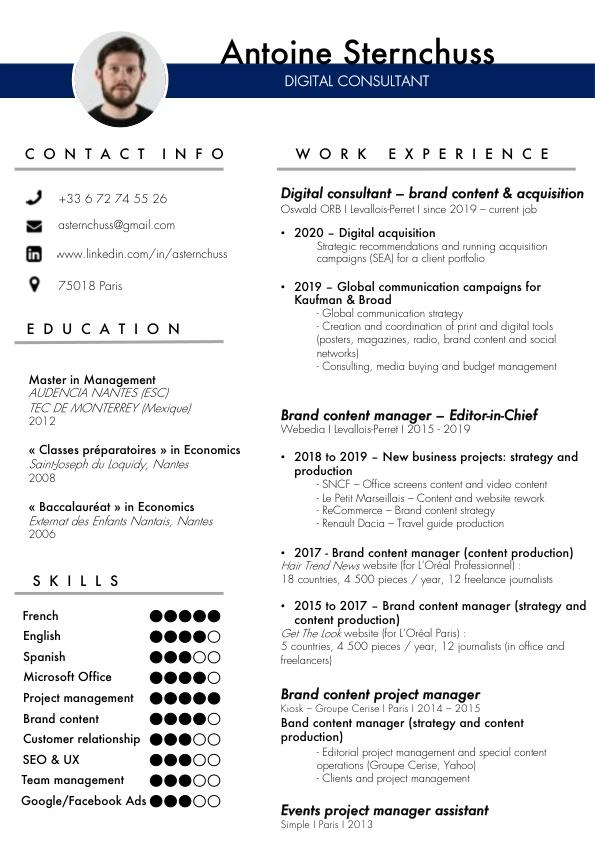 Antoine Sternchuss
DIGITAL CONSULTANT
CONTACT INFO
+33 6 72 74 55 26
asternchuss@gmail.com
www.linkedin.com/in/asternchuss
75018 Paris
EDUCATION
Master in Management
AUDENCIA NANTES (ESC)
TEC DE MONTERREY (Mexique)
2012
« Classes préparatoires » in Economics
Saint-Joseph du Loquidy, Nantes
2008
« Baccalauréat » in Economics
Externat des Enfants Nantais, Nantes
2006
SKILLS
French
English
Spanish
Microsoft Office
Project management
Brand content
Customer relationship
SEO & UX
Team management
Google/Facebook Ads
WORK EXPERIENCE
Digital consultant – brand content & acquisition
Oswald ORB I Levallois-Perret I since 2019 – current job
• 2020 – Digital acquisition
Strategic recommendations and running acquisition
campaigns (SEA) for a client portfolio
• 2019 – Global communication campaigns for
Kaufman & Broad
- Global communication strategy
- Creation and coordination of print and digital tools
(posters, magazines, radio, brand content and social
networks)
- Consulting, media buying and budget management
Brand content manager – Editor-in-Chief
Webedia I Levallois-Perret I 2015 - 2019
• 2018 to 2019 – New business projects: strategy and
production
- SNCF – Office screens content and video content
- Le Petit Marseillais – Content and website rework
- ReCommerce – Brand content strategy
- Renault Dacia – Travel guide production
• 2017 - Brand content manager (content production)
Hair Trend News website (for L'Oréal Professionnel) :
18 countries, 4 500 pieces / year, 12 freelance journalists
• 2015 to 2017 – Brand content manager (strategy and
content production)
Get The Look website (for L'Oréal Paris) :
5 countries, 4 500 pieces / year, 12 journalists (in office and
freelancers)
Brand content project manager
Kiosk – Groupe Cerise I Paris I 2014 – 2015
Band content manager (strategy and content
production)
- Editorial project management and special content
operations (Groupe Cerise, Yahoo)
- Clients and project management
Events project manager assistant
Simple I Paris I 2013